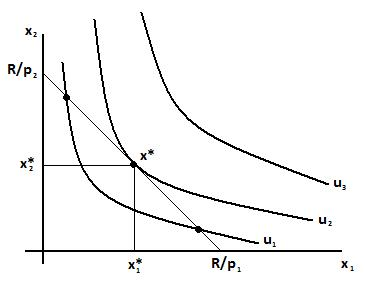 x₂
R/p₂
x*
x₂*
u₃
u₂
u₁
x₁*
R/p₁
x₁